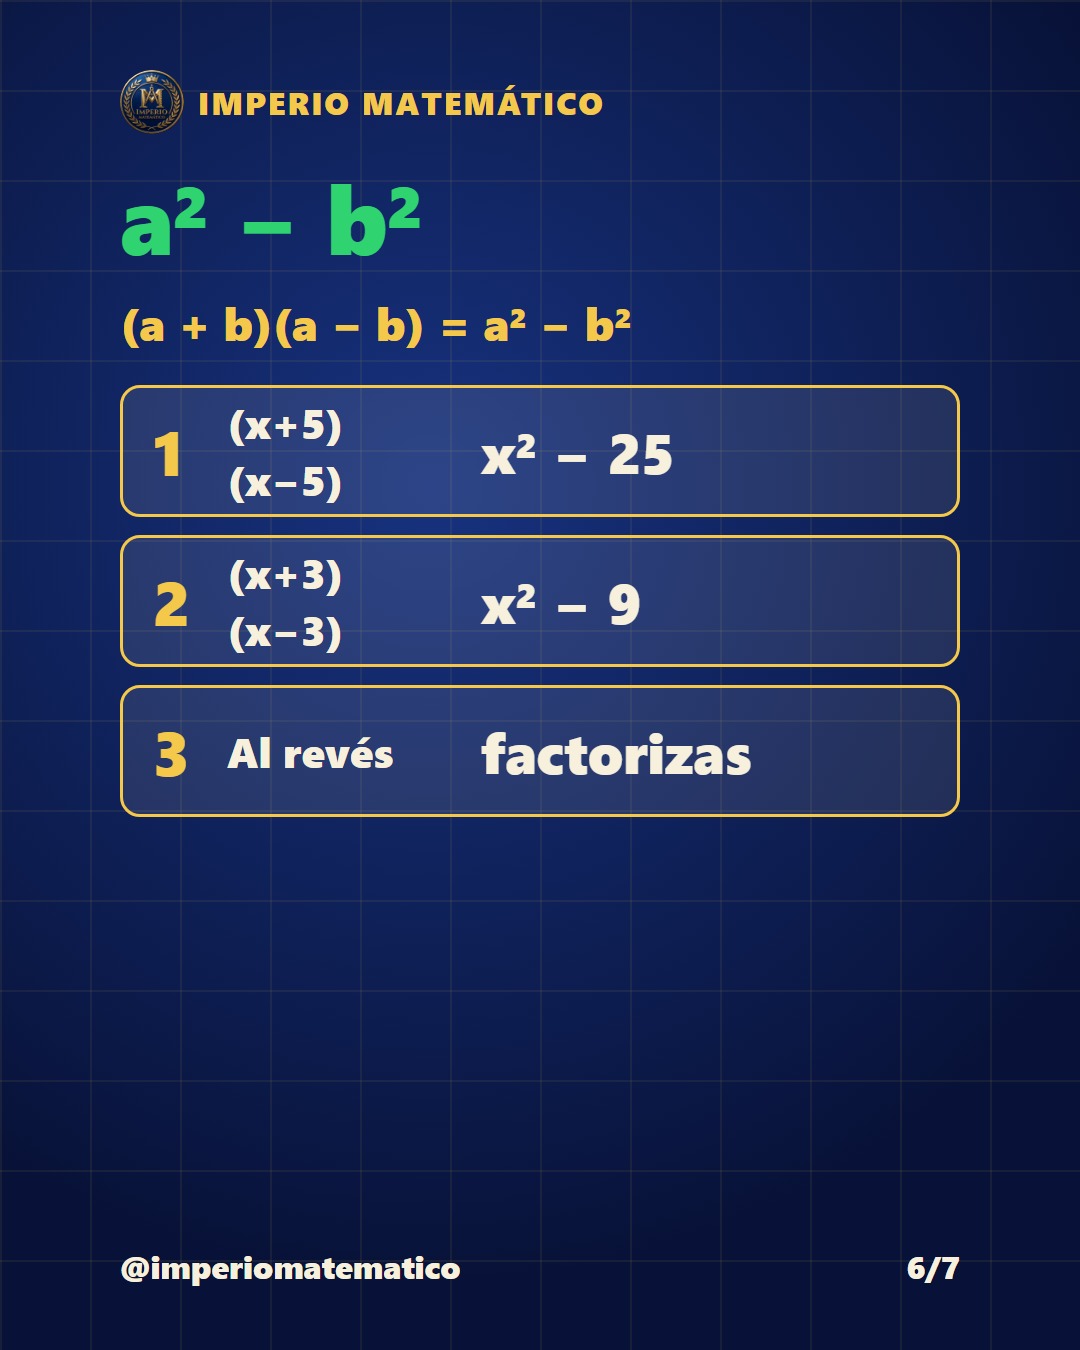 IMPERIO MATEMÁTICO
a² − b²
(a + b)(a − b) = a² − b²
1 (x+5) (x−5) x² − 25
2 (x+3) (x−3) x² − 9
3 Al revés factorizas
@imperiomatematico 6/7